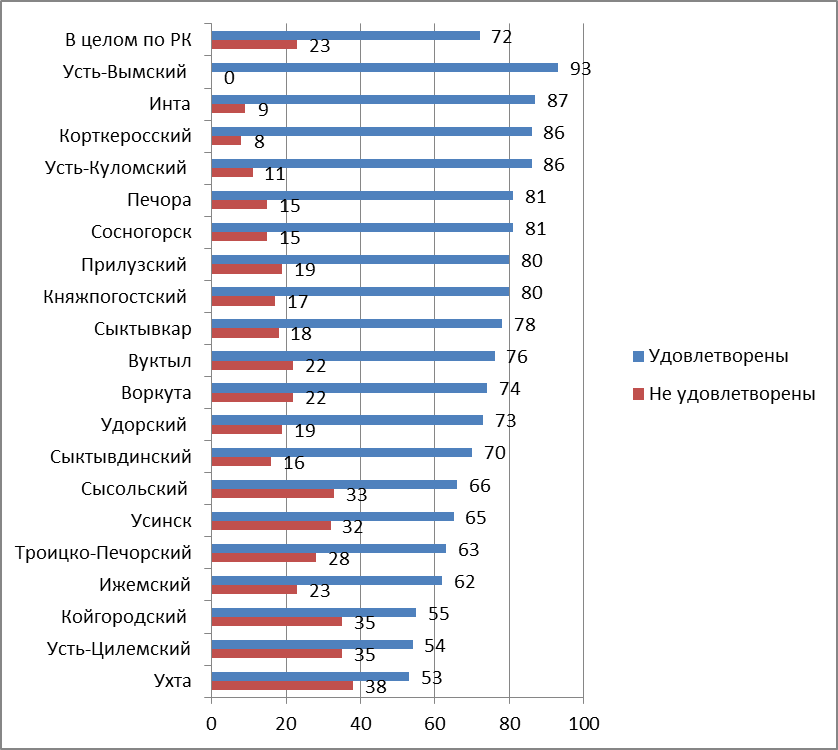 В целом по РК 72
23
Усть-Вымский 93
0
Инта 87
9
Корткеросский 86
8
Усть-Куломский 86
11
Печора 81
15
Сосногорск 81
15
Прилузский 80
19
Княжпогостский 80
17
Сыктывкар 78
18
Вуктыл 76
22
Воркута 74
22
Удорский 73
19
Сыктывдинский 70
16
Сысольский 66
33
Усинск 65
32
Троицко-Печорский 63
28
Ижемский 62
23
Койгородский 55
35
Усть-Цилемский 54
35
Ухта 53
38
0 20 40 60 80 100
Удовлетворены
Не удовлетворены